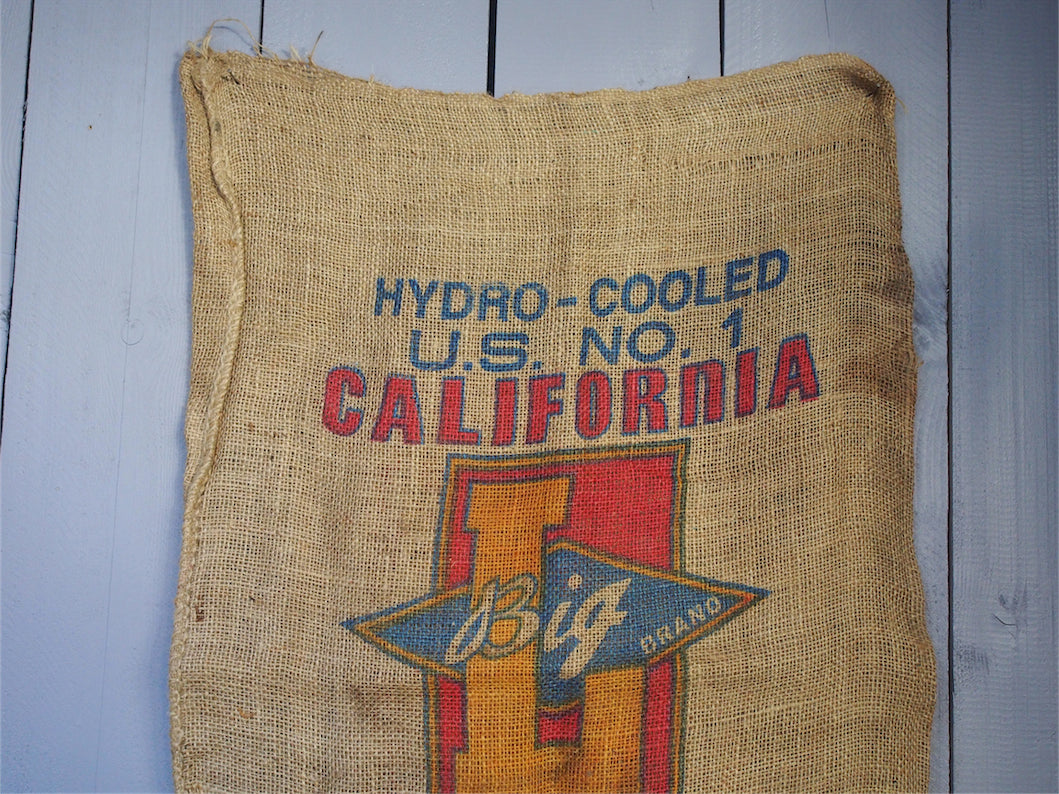 HYDRO-COOLED
U.S. NO. 1
CALIFORNIA
L
Big
BRAND